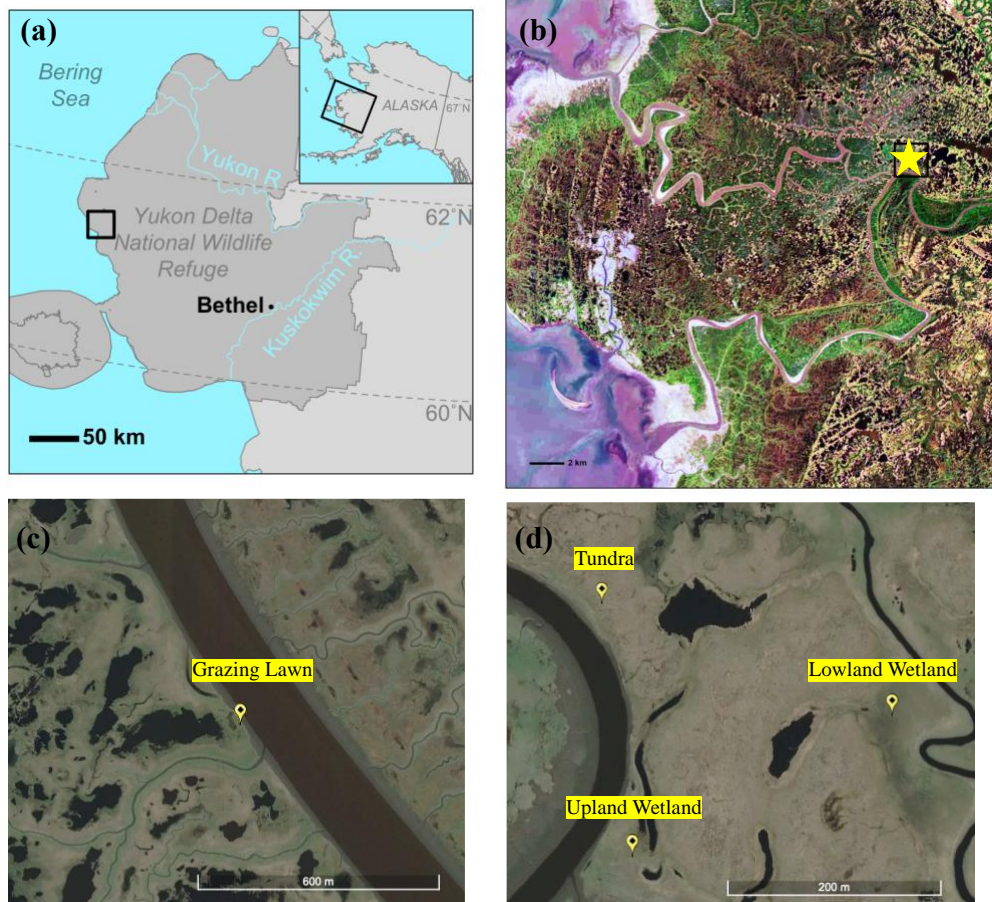 (a)
Bering
Sea
ALASKA
67°N
Yukon R.
62°N
Yukon Delta
National Wildlife
Refuge
Bethel
Kuskokwim R.
60°N
50 km
(b)
2 km
(c)
Grazing Lawn
600 m
(d)
Tundra
Lowland Wetland
Upland Wetland
200 m